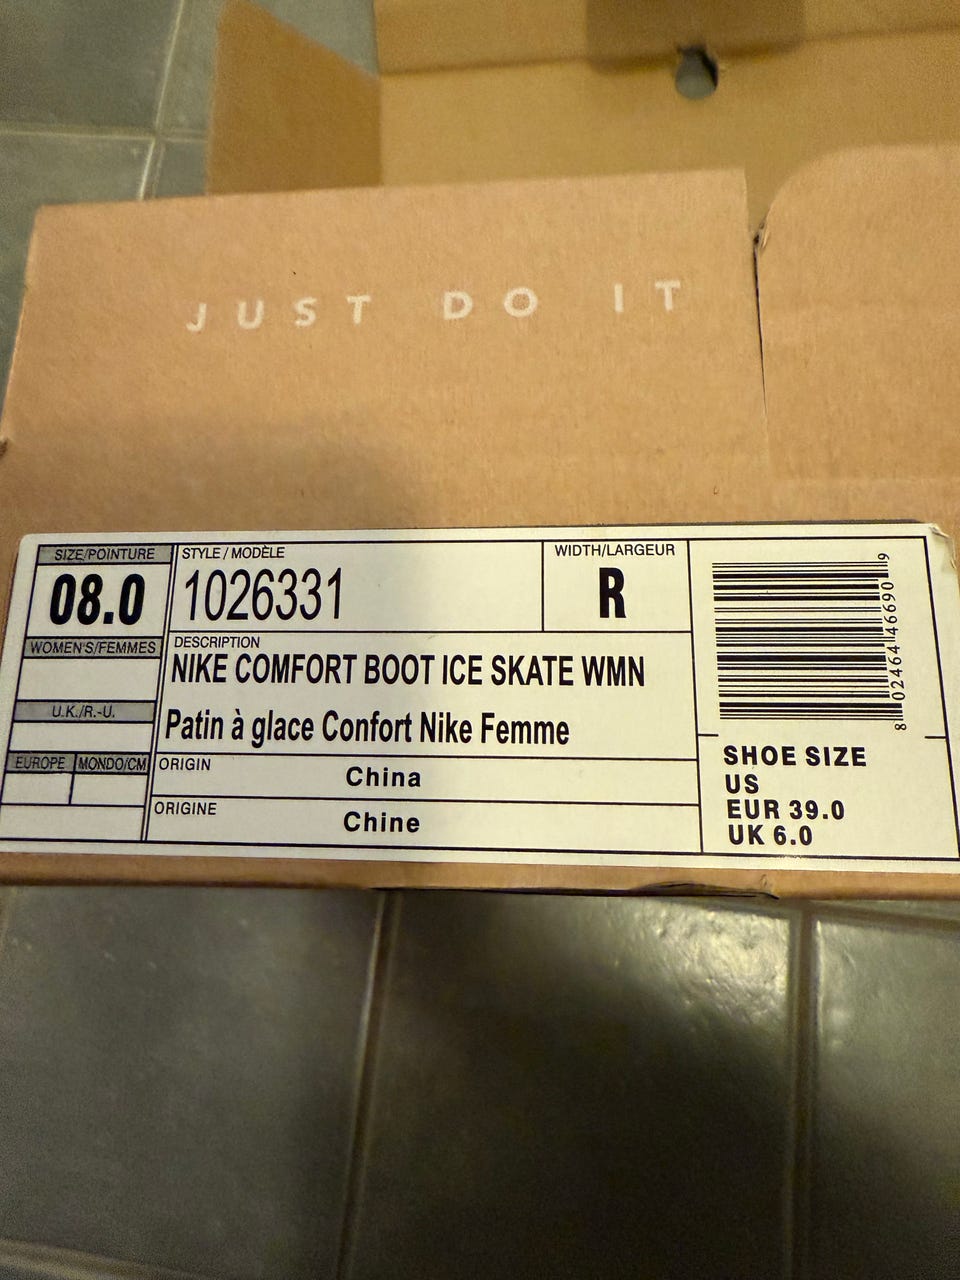 JUST DO IT
SIZE/POINTURE
08.0
WOMEN'S/FEMMES
U.K./R.-U.
EUROPE MONDO/CM
STYLE / MODÈLE
1026331
WIDTH/LARGEUR
R
DESCRIPTION
NIKE COMFORT BOOT ICE SKATE WMN
Patin à glace Confort Nike Femme
ORIGIN
China
ORIGINE
Chine
8 02464 46690 9
SHOE SIZE
US
EUR 39.0
UK 6.0